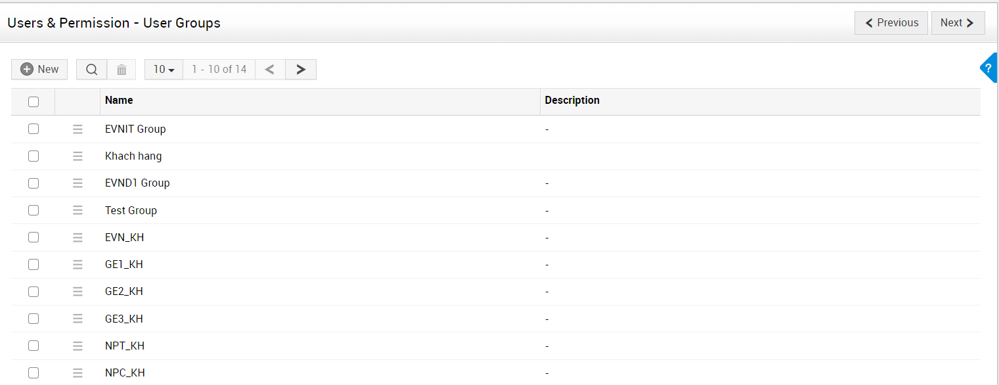 Users & Permission - User Groups
Previous Next
New 10 1 - 10 of 14
?
Name Description
EVNIT Group -
Khach hang
EVND1 Group -
Test Group -
EVN_KH -
GE1_KH -
GE2_KH -
GE3_KH -
NPT_KH -
NPC_KH -